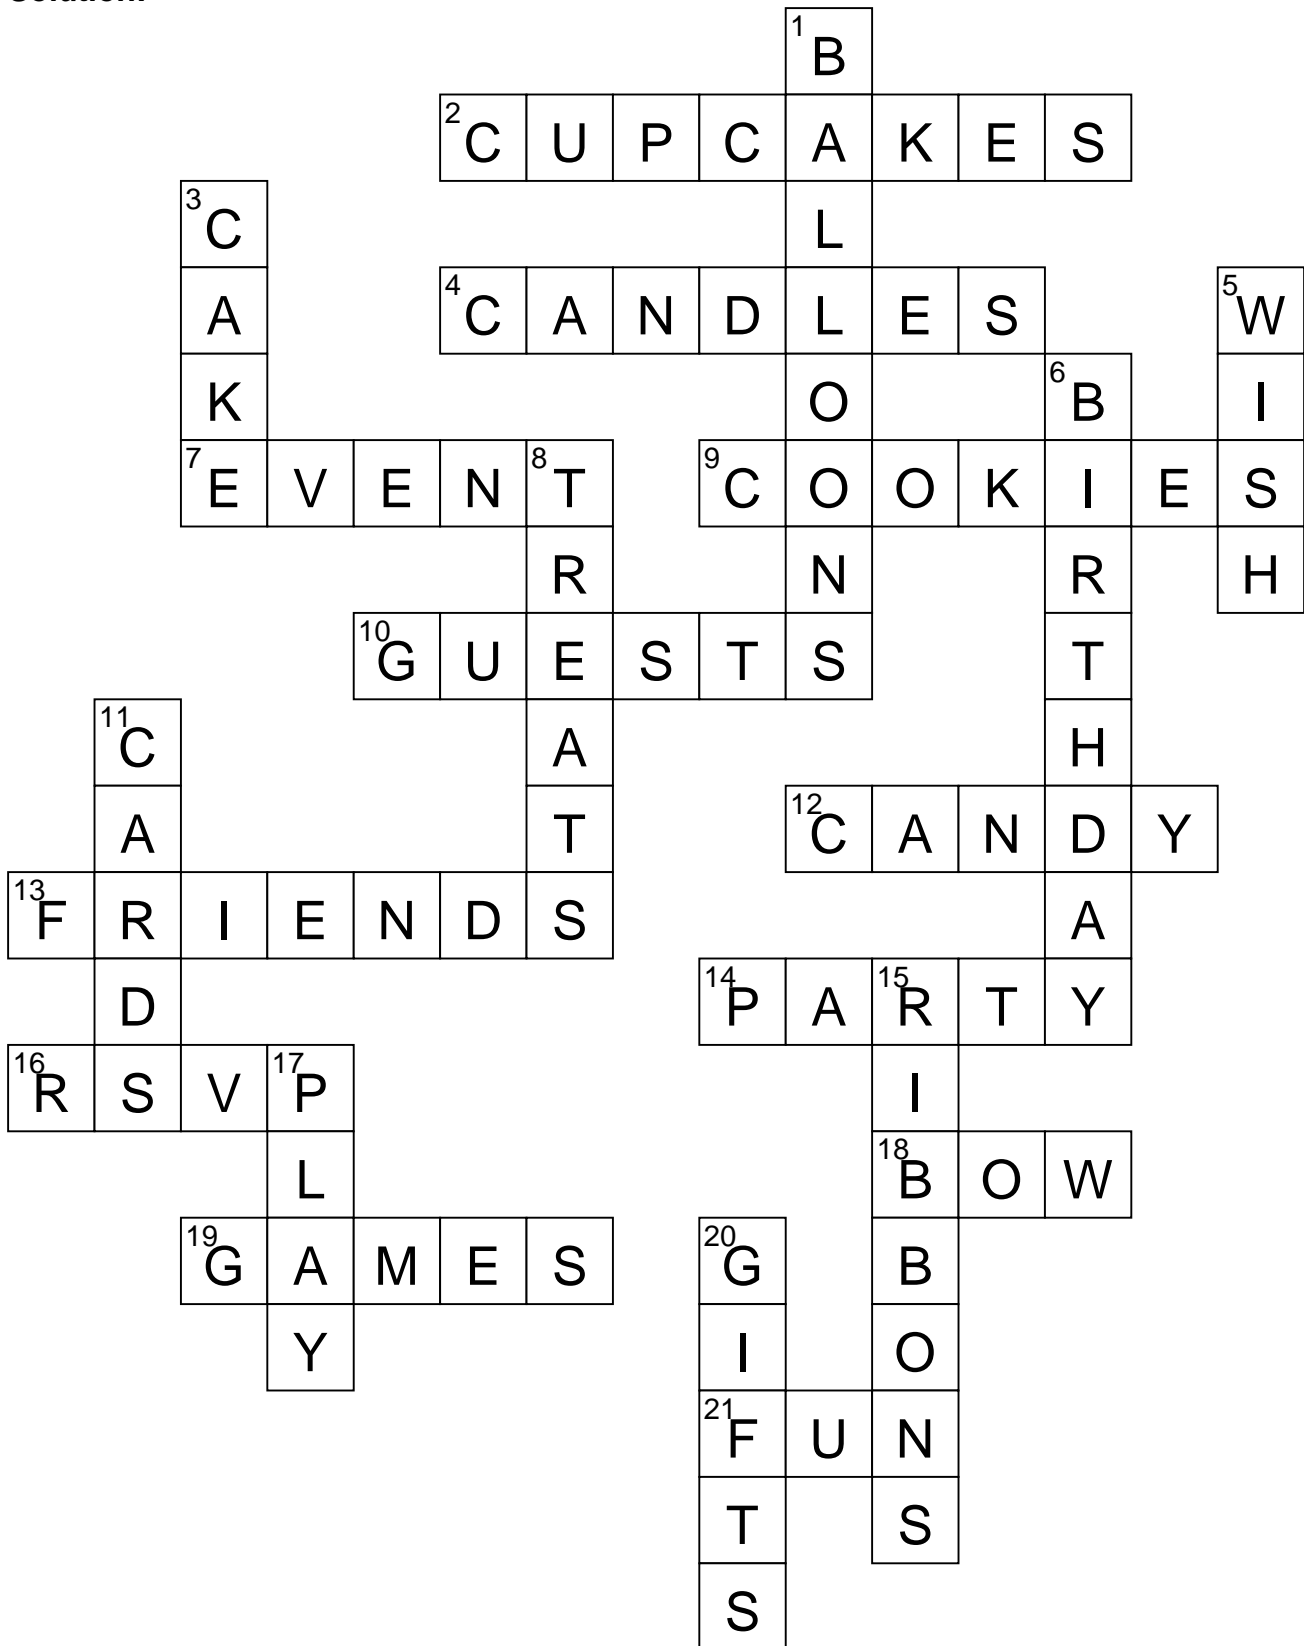 1 B
2 C U P C A K E S
3 C L
A 4 C A N D L E S 5 W
K O 6 B I
7 E V E N 8 T 9 C O O K I E S
R N R H
10 G U E S T S T
11 C A H
A T 12 C A N D Y
13 F R I E N D S A
D 14 P A 15 R T Y
16 R S V 17 P I
L 18 B O W
19 G A M E S 20 G B
Y I O
21 F U N
T S
S